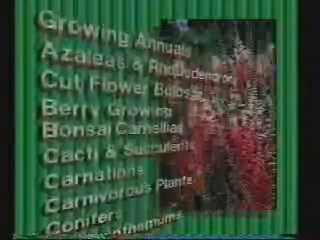 Growing Annuals
Azaleas & Rhododendrons
Cut Flower Bulbs
Berry Growing
Bonsai Camellias
Cacti & Succulents
Carnations
Carnivorous Plants
Conifers